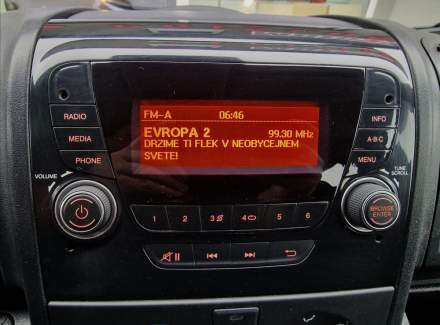 FM-A 06:46
EVROPA 2 99.30 MHz
DRZIME TI FLEK V NEOBYCEJNEM
SVETE!
RADIO
MEDIA
PHONE
INFO
A·B·C
MENU
VOLUME
TUNE
SCROLL
BROWSE
ENTER
1 2 3 4 5 6